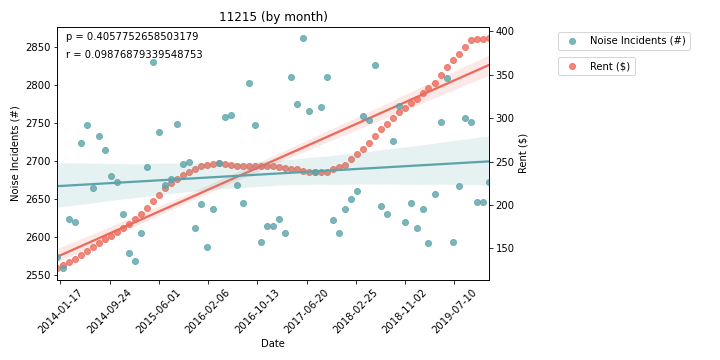 11215 (by month)
p = 0.4057752658503179
r = 0.09876879339548753
Noise Incidents (#)
Rent ($)
2850
2800
2750
2700
2650
2600
2550
400
350
300
250
200
150
Noise Incidents (#)
Rent ($)
2014-01-17
2014-09-24
2015-06-01
2016-02-06
2016-10-13
2017-06-20
2018-02-25
2018-11-02
2019-07-10
Date